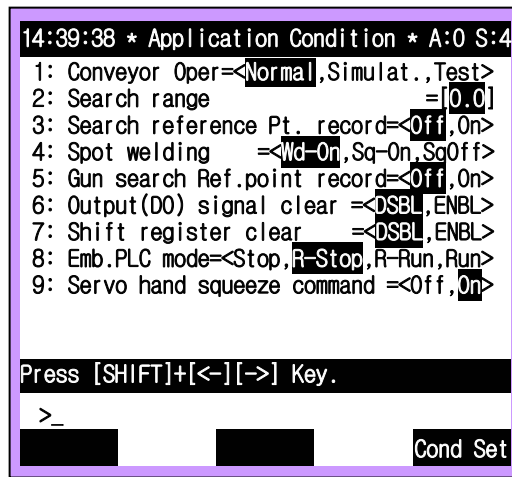 14:39:38 * Application Condition * A:0 S:4
1: Conveyor Oper=<Normal,Simulat.,Test>
2: Search range =[0.0]
3: Search reference Pt. record=<Off,On>
4: Spot welding =<Wd-On,Sq-On,SqOff>
5: Gun search Ref.point record=<Off,On>
6: Output(DO) signal clear =<DSBL,ENBL>
7: Shift register clear =<DSBL,ENBL>
8: Emb.PLC mode=<Stop,R-Stop,R-Run,Run>
9: Servo hand squeeze command =<Off,On>
Press [SHIFT]+[<-][->] Key.
>_
Cond Set